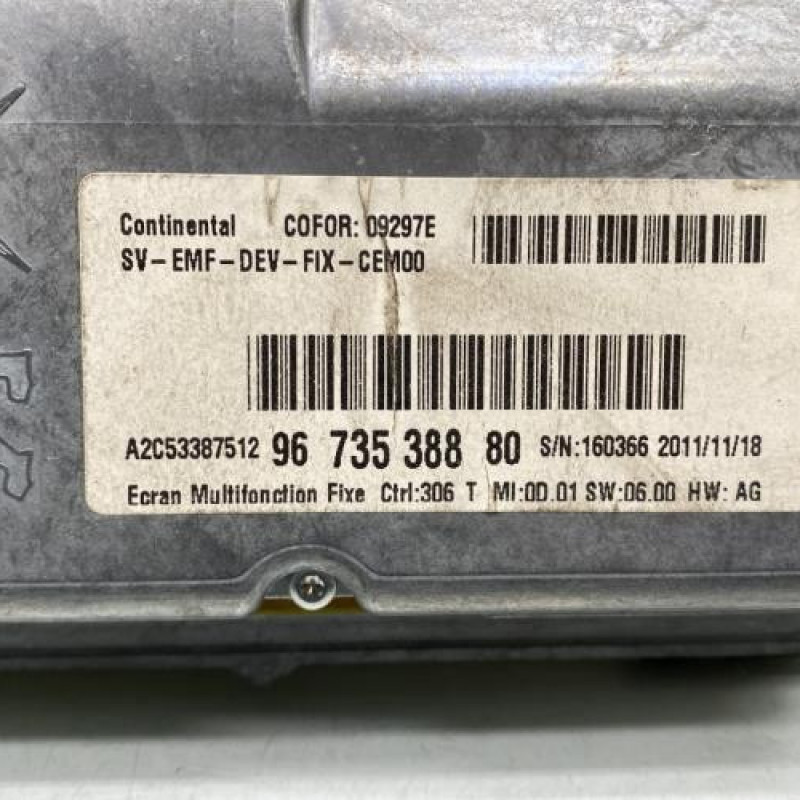 Continental COFOR: 09297E
SV-EMF-DEV-FIX-CEM00
A2C53387512 96 735 388 80 S/N:160366 2011/11/18
Ecran Multifonction Fixe Ctrl:306 T MI:0D.01 SW:06.00 HW: AG